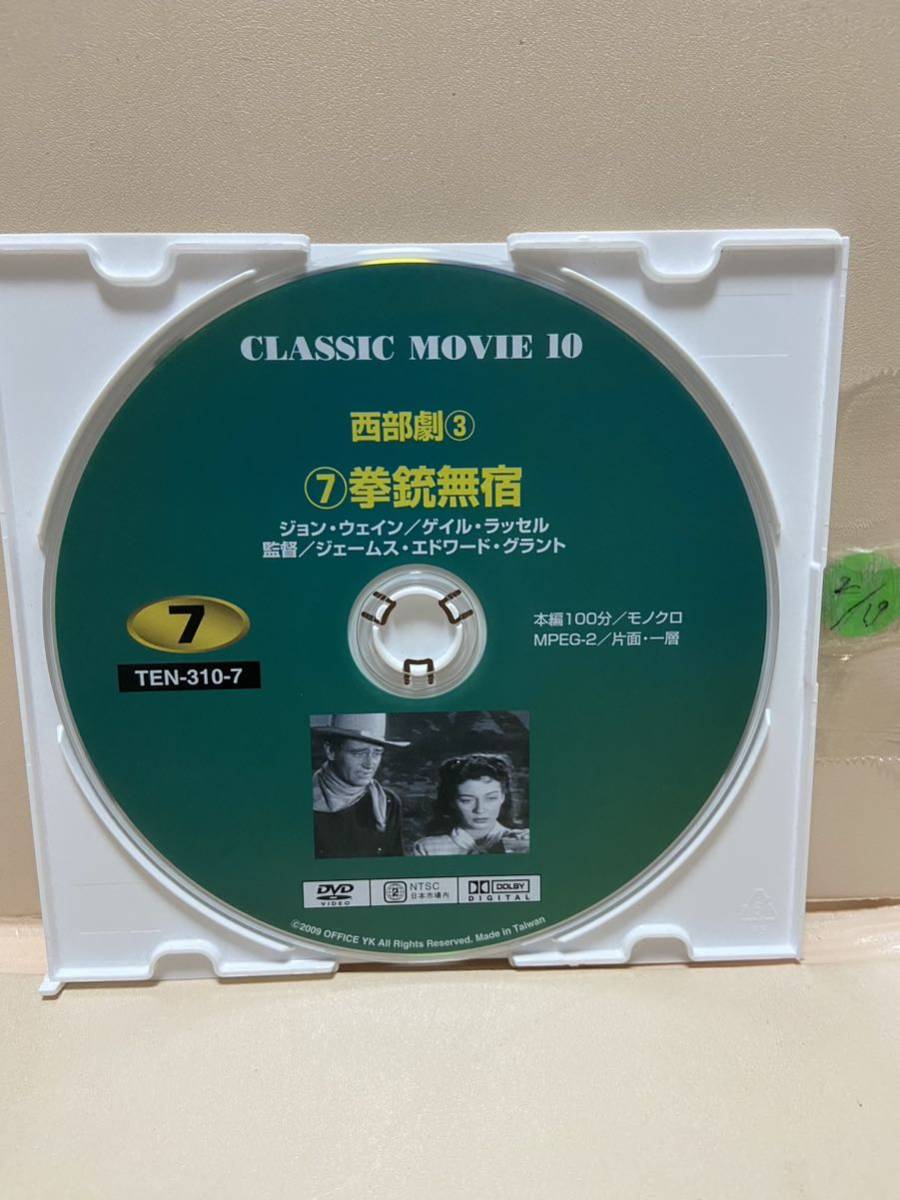 CLASSIC MOVIE 10
西部劇③
⑦拳銃無宿
ジョン・ウェイン／ゲイル・ラッセル
監督／ジェームス・エドワード・グラント
7
TEN-310-7
本編100分／モノクロ
MPEG-2／片面・一層
DVD
VIDEO
2
NTSC
日本市場内
DOLBY
DIGITAL
©2009 OFFICE YK All Rights Reserved. Made in Taiwan